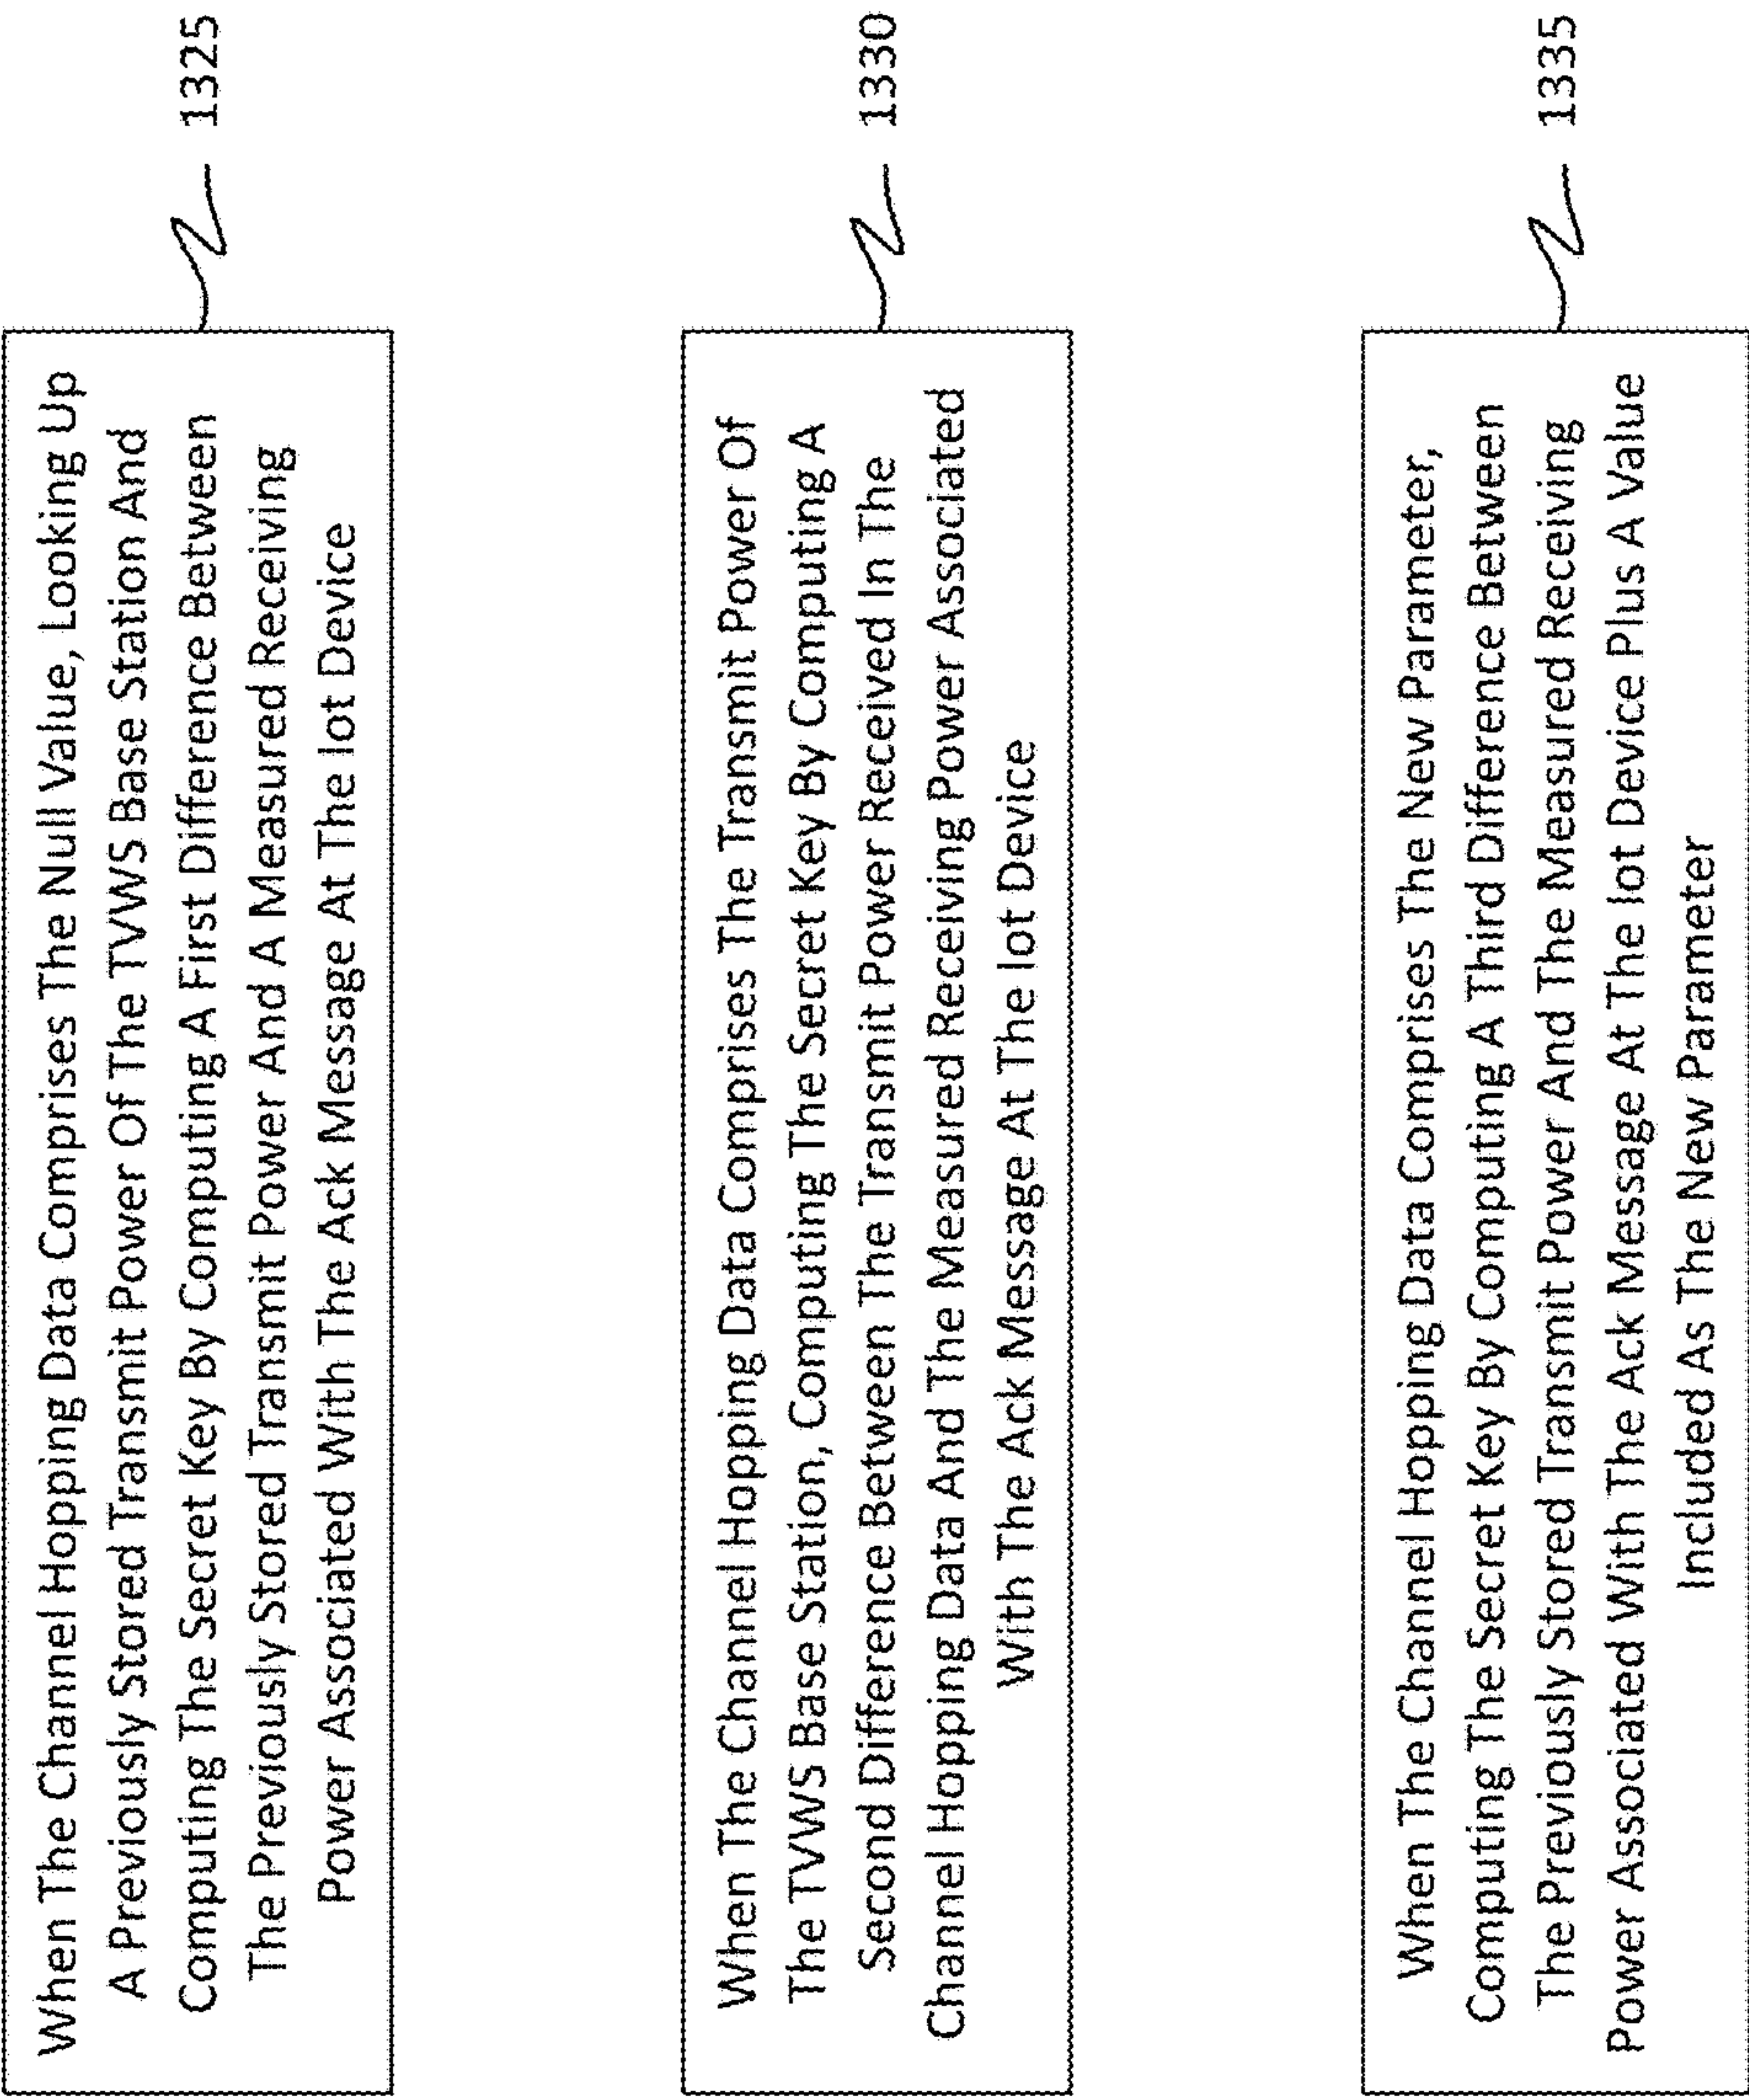 When The Channel Hopping Data Comprises The Null Value, Looking Up
A Previously Stored Transmit Power Of The TVWS Base Station And
Computing The Secret Key By Computing A First Difference Between
The Previously Stored Transmit Power And A Measured Receiving
Power Associated With The Ack Message At The Iot Device
1325
When The Channel Hopping Data Comprises The Transmit Power Of
The TVWS Base Station, Computing The Secret Key By Computing A
Second Difference Between The Transmit Power Received In The
Channel Hopping Data And The Measured Receiving Power Associated
With The Ack Message At The Iot Device
1330
When The Channel Hopping Data Comprises The New Parameter,
Computing The Secret Key By Computing A Third Difference Between
The Previously Stored Transmit Power And The Measured Receiving
Power Associated With The Ack Message At The Iot Device Plus A Value
Included As The New Parameter
1335